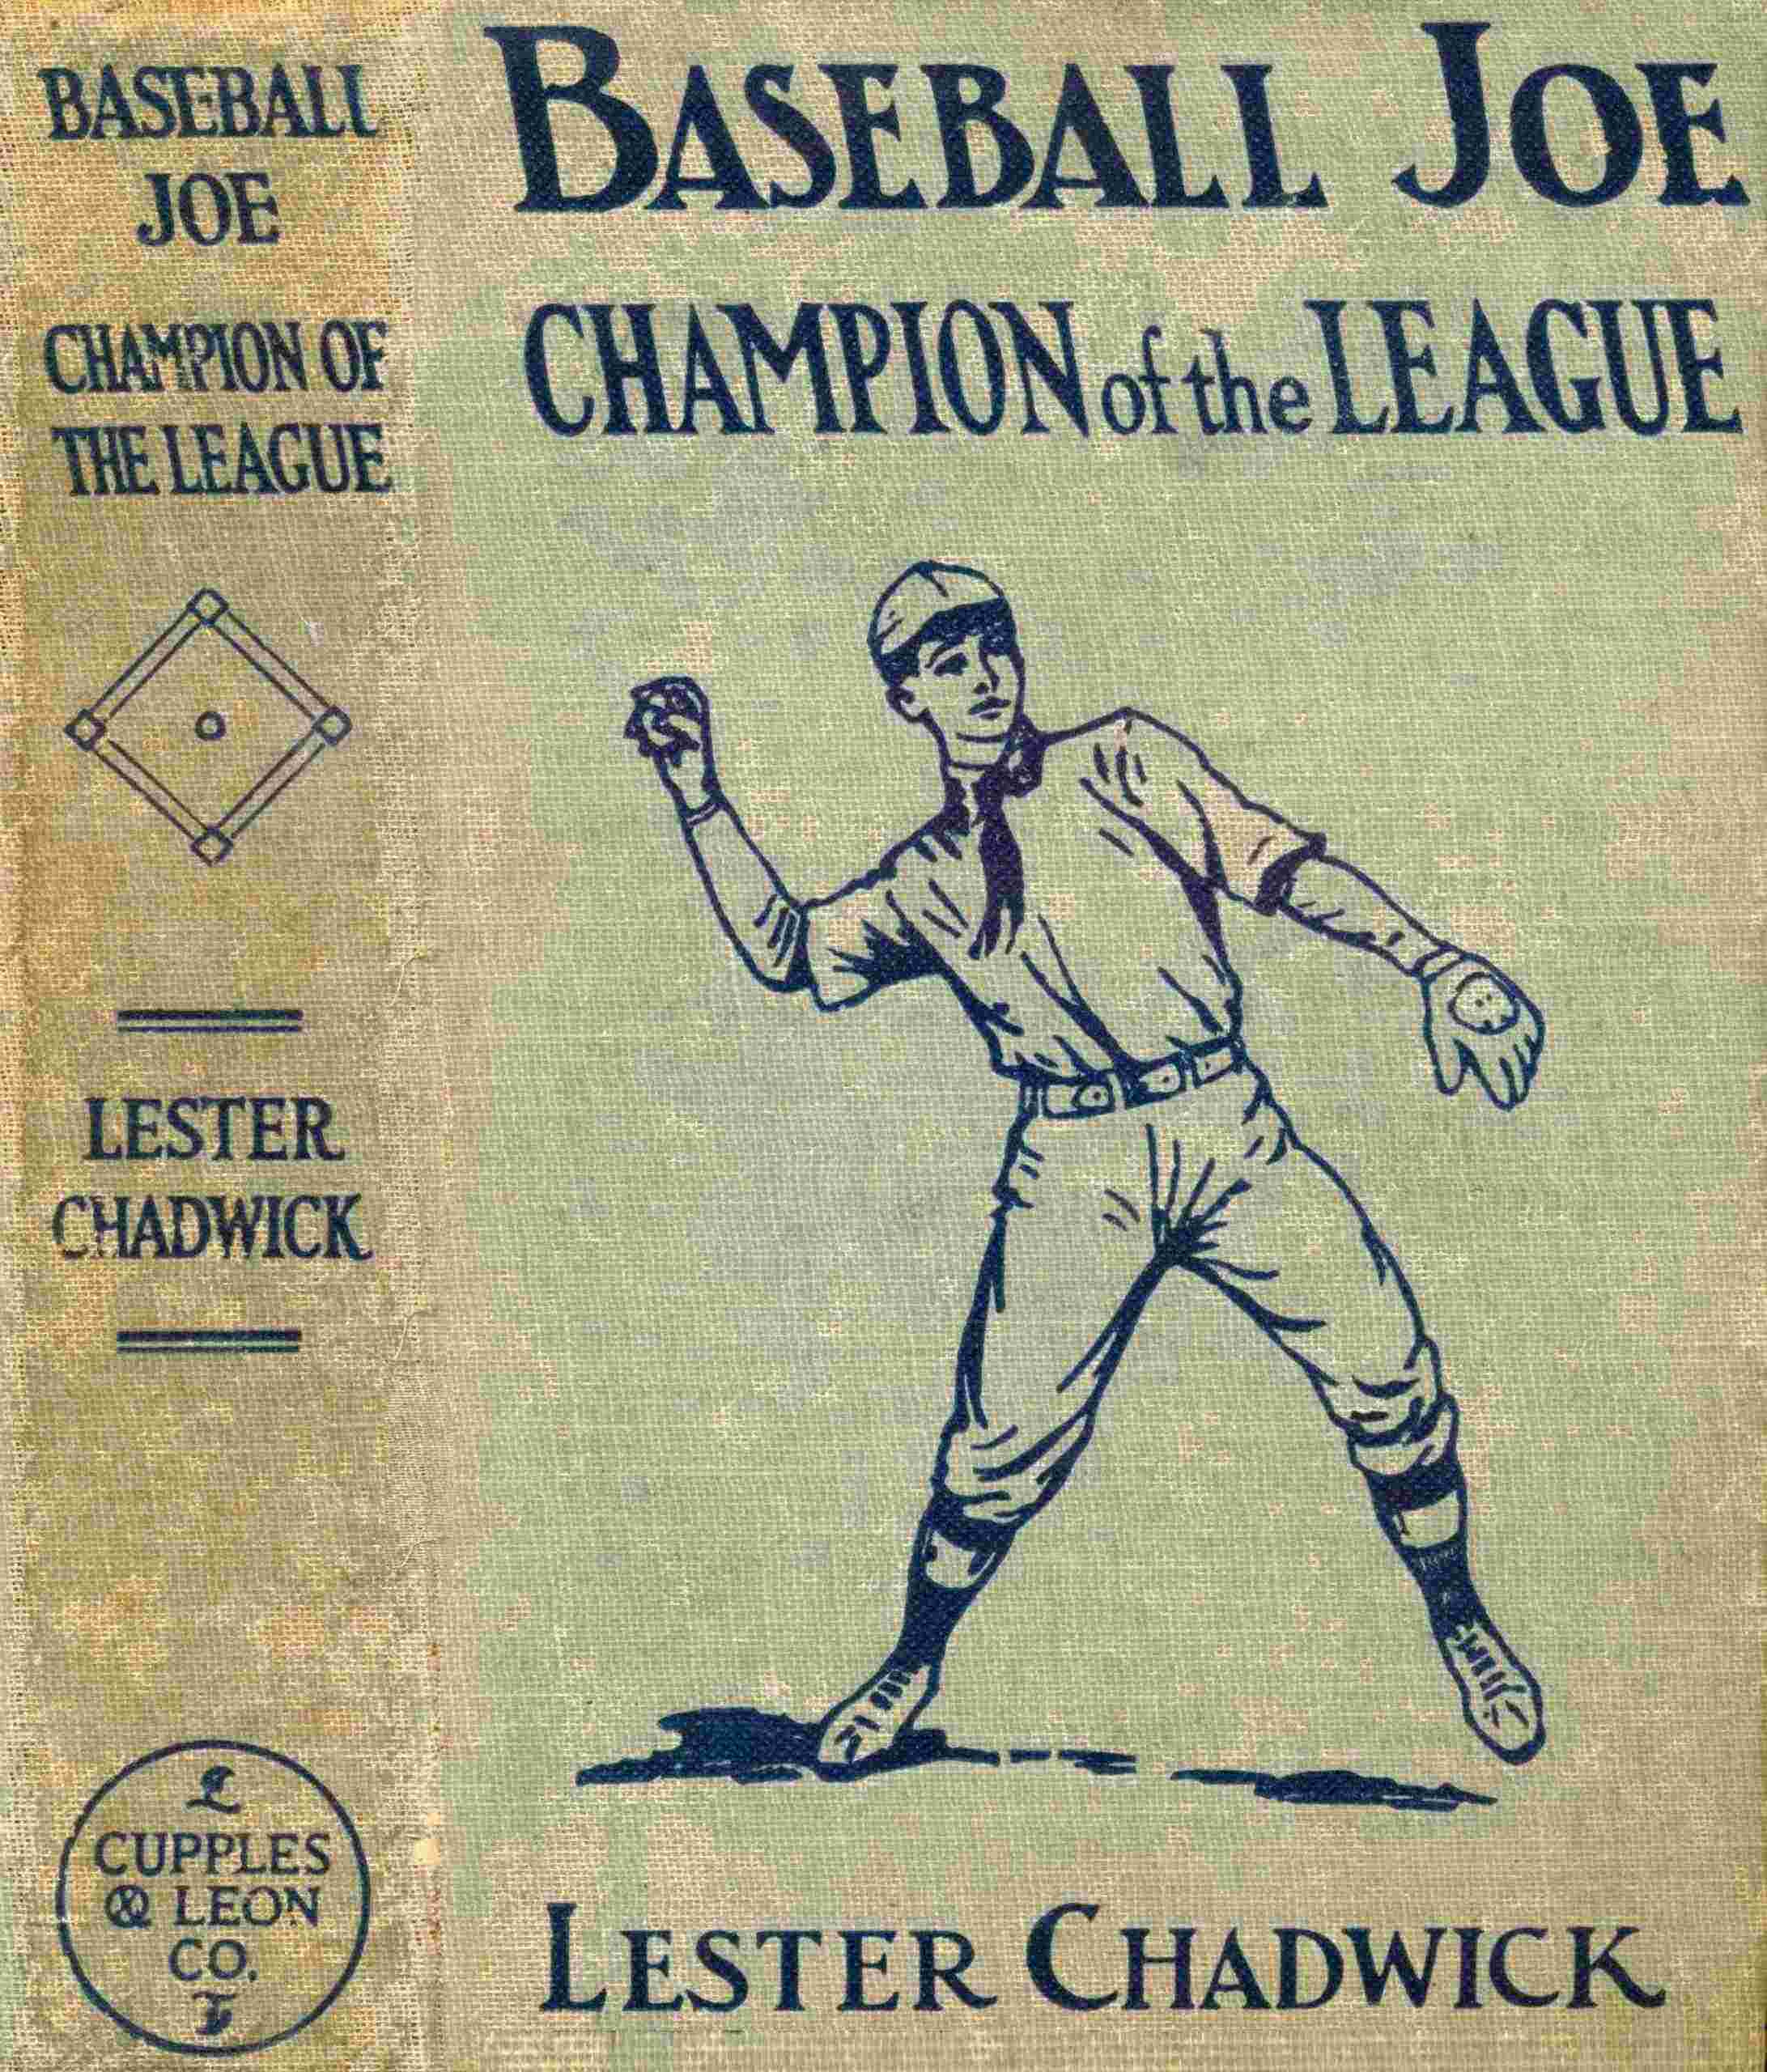 BASEBALL
JOE
CHAMPION OF
THE LEAGUE
LESTER
CHADWICK
CUPPLES
& LEON
CO.
BASEBALL JOE
CHAMPION of the LEAGUE
LESTER CHADWICK